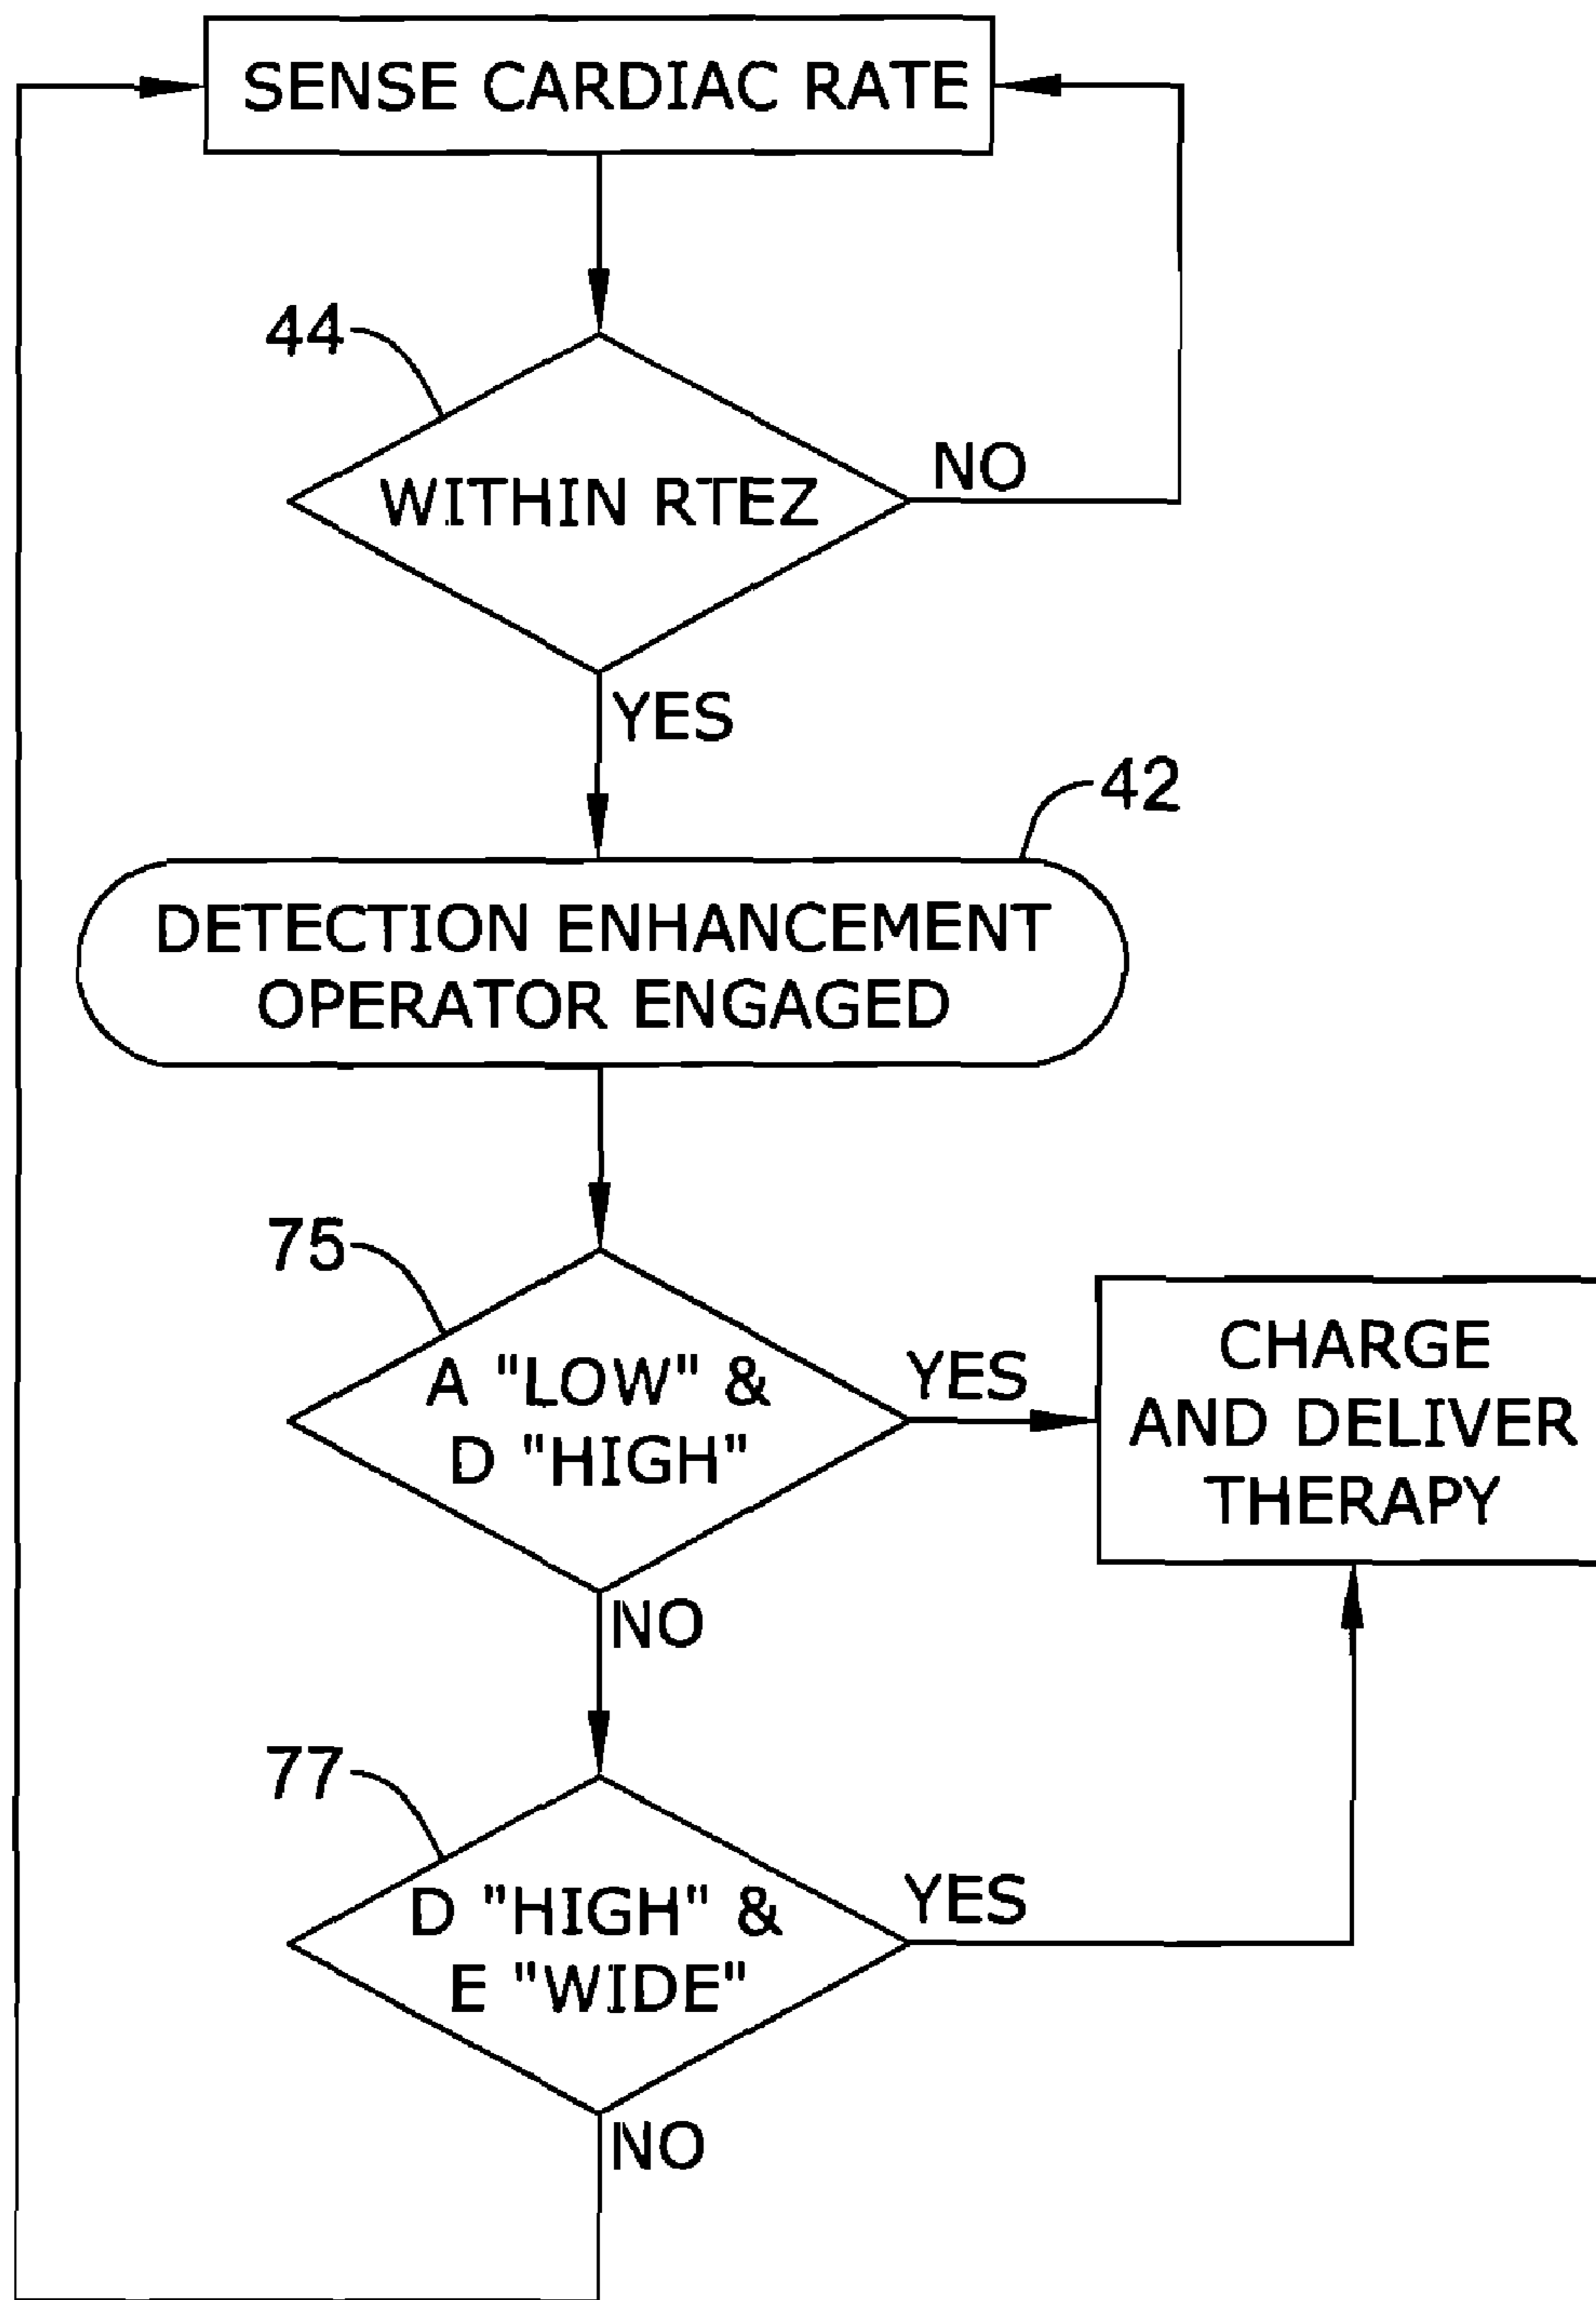 SENSE CARDIAC RATE
44
WITHIN RTEZ
NO
YES
42
DETECTION ENHANCEMENT
OPERATOR ENGAGED
75
A "LOW" &
D "HIGH"
YES
CHARGE
AND DELIVER
THERAPY
NO
77
D "HIGH" &
E "WIDE"
YES
NO